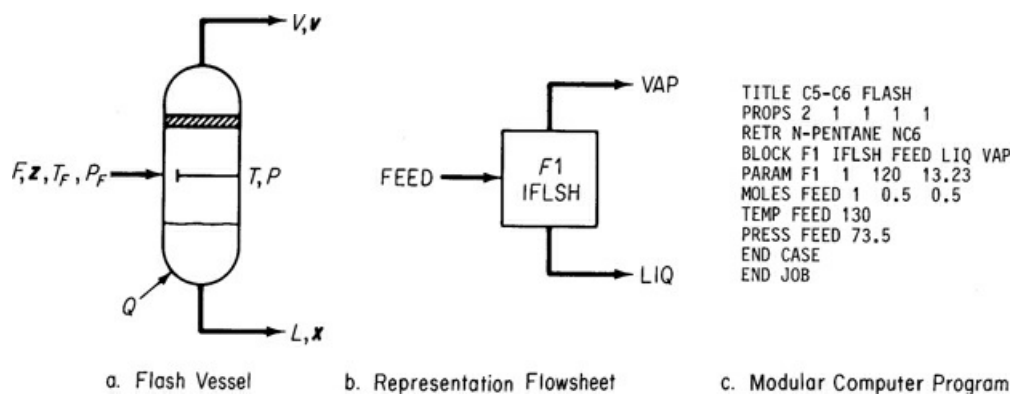 V, v
F, z, T_F, P_F
T, P
Q
L, x
a. Flash Vessel
VAP
FEED
F1
IFLSH
LIQ
b. Representation Flowsheet
TITLE C5-C6 FLASH
PROPS 2 1 1 1 1
RETR N-PENTANE NC6
BLOCK F1 IFLSH FEED LIQ VAP
PARAM F1 1 120 13.23
MOLES FEED 1 0.5 0.5
TEMP FEED 130
PRESS FEED 73.5
END CASE
END JOB
c. Modular Computer Program